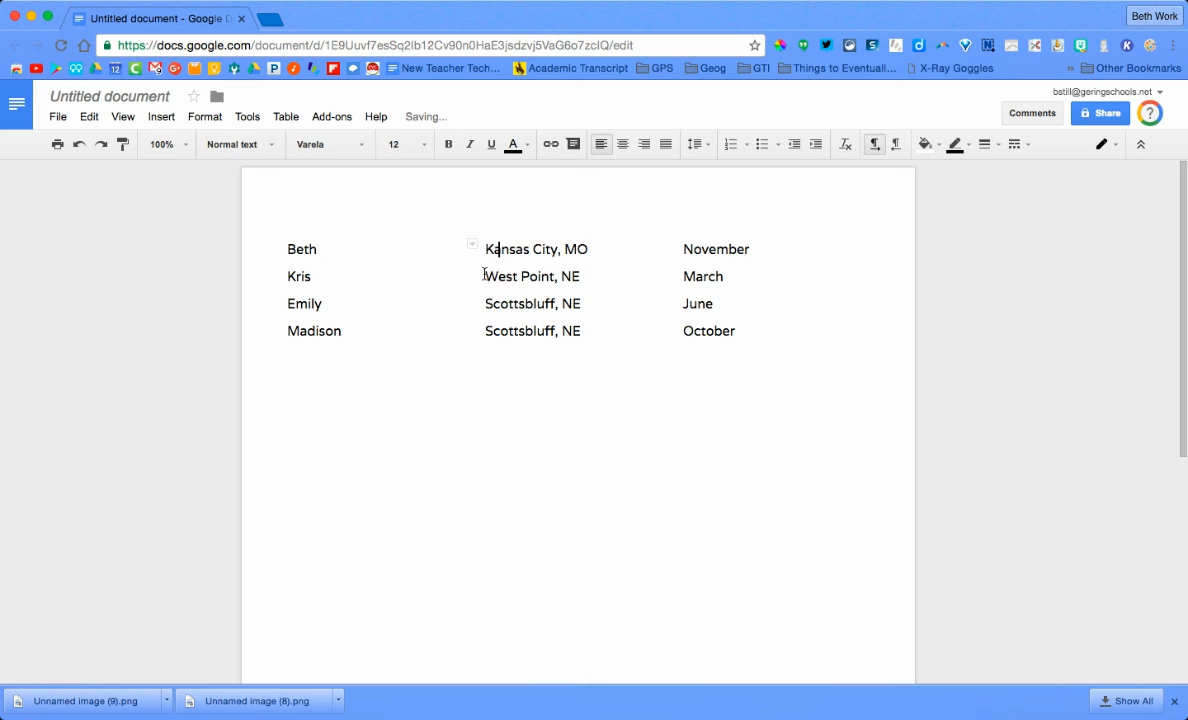 Untitled document - Google D
Beth Work
https://docs.google.com/document/d/1E9Uuvf7esSq2lb12Cv90n0HaE3jsdzvj5VaG6o7zcIQ/edit
New Teacher Tech...
Academic Transcript
GPS
Geog
GTI
Things to Eventuall...
X-Ray Goggles
» Other Bookmarks
Untitled document
bstill@geringschools.net
File Edit View Insert Format Tools Table Add-ons Help Saving...
Comments
Share
?
100% Normal text Varela 12 B I U A
Beth Kansas City, MO November
Kris West Point, NE March
Emily Scottsbluff, NE June
Madison Scottsbluff, NE October
Unnamed image (9).png
Unnamed image (8).png
Show All